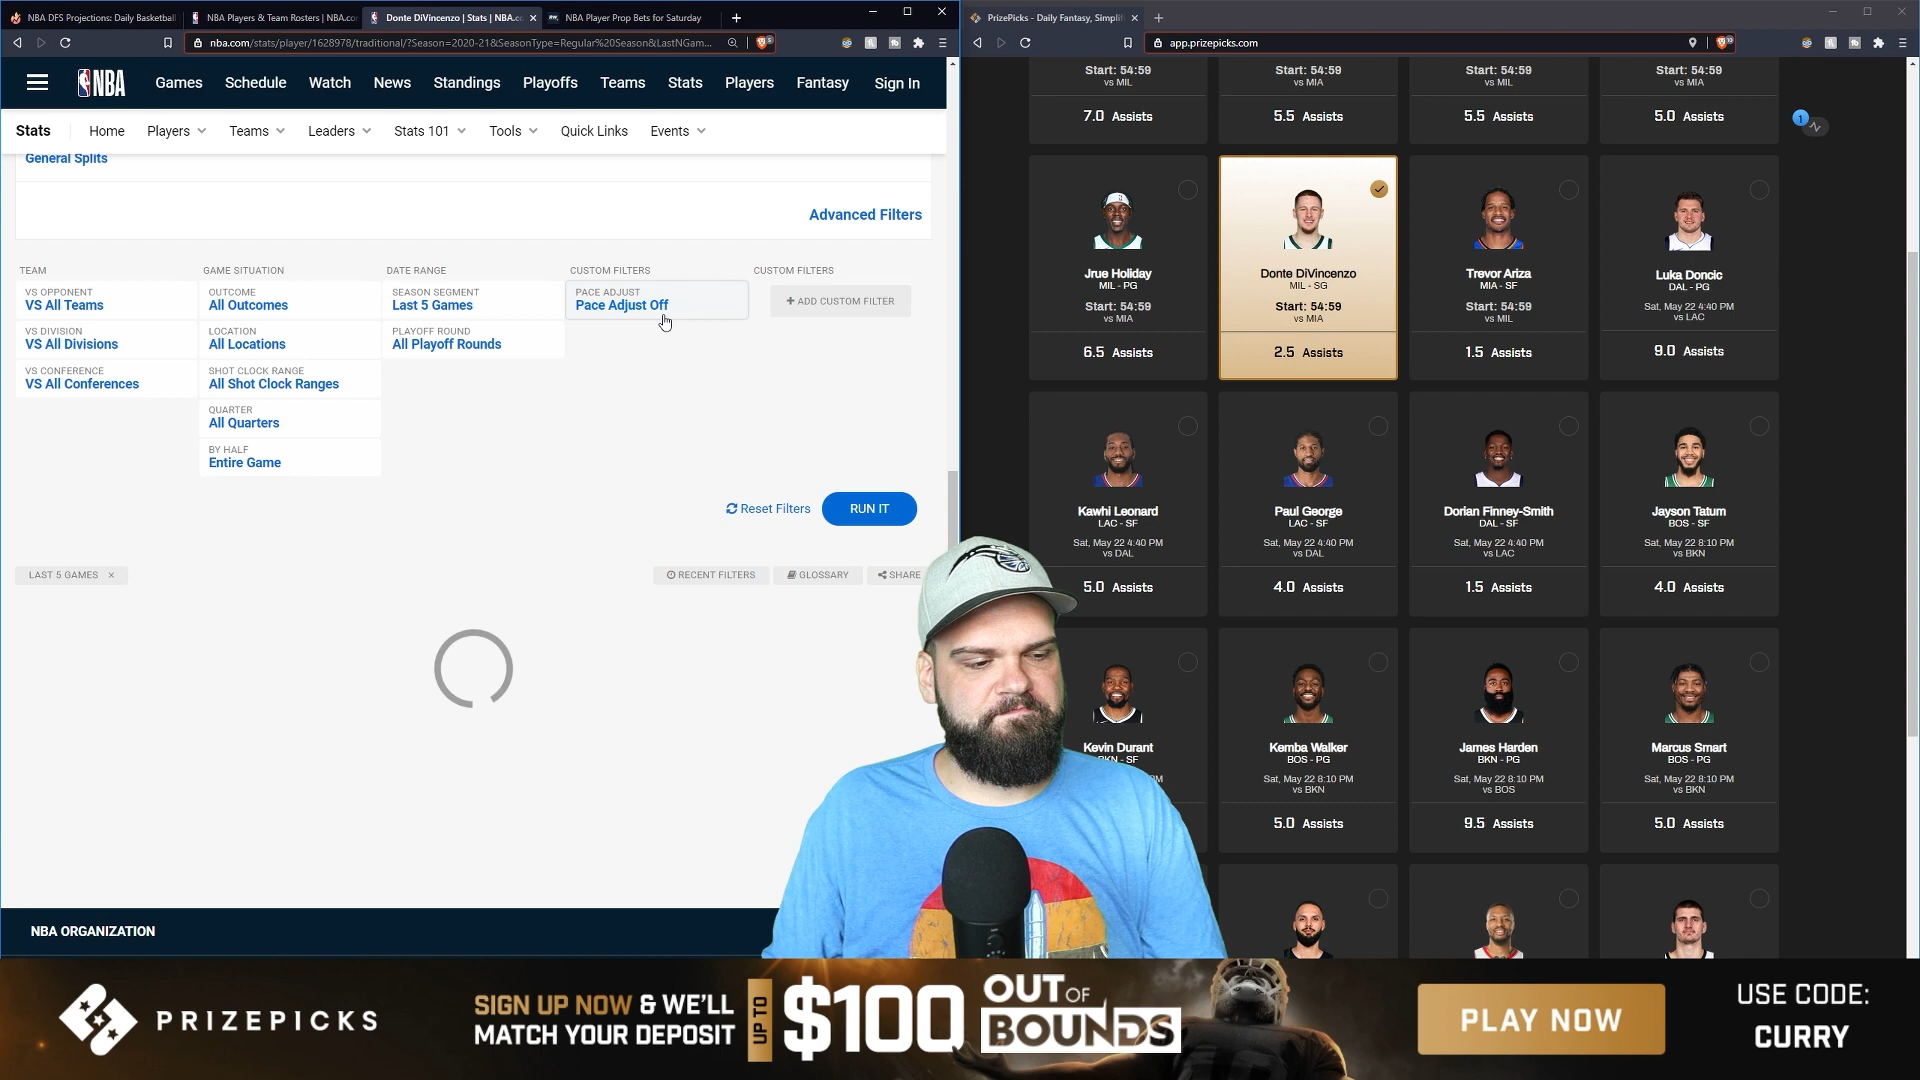 NBA DFS Projections: Daily Basketball
NBA Players & Team Rosters | NBA.co
Donte DiVincenzo | Stats | NBA.c
NBA Player Prop Bets for Saturday
nba.com/stats/player/1628978/traditional/?Season=2020-21&SeasonType=Regular%20Season&LastNGam...
NBA
Games
Schedule
Watch
News
Standings
Playoffs
Teams
Stats
Players
Fantasy
Sign In
Stats
Home
Players
Teams
Leaders
Stats 101
Tools
Quick Links
Events
General Splits
Advanced Filters
TEAM
VS OPPONENT
VS All Teams
VS DIVISION
VS All Divisions
VS CONFERENCE
VS All Conferences
GAME SITUATION
OUTCOME
All Outcomes
LOCATION
All Locations
SHOT CLOCK RANGE
All Shot Clock Ranges
QUARTER
All Quarters
BY HALF
Entire Game
DATE RANGE
SEASON SEGMENT
Last 5 Games
PLAYOFF ROUND
All Playoff Rounds
CUSTOM FILTERS
PACE ADJUST
Pace Adjust Off
CUSTOM FILTERS
+ ADD CUSTOM FILTER
Reset Filters
RUN IT
LAST 5 GAMES ×
RECENT FILTERS
GLOSSARY
SHARE
NBA ORGANIZATION
PrizePicks - Daily Fantasy, Simplif
app.prizepicks.com
Start: 54:59
vs MIL
7.0 Assists
Start: 54:59
vs MIA
5.5 Assists
Start: 54:59
vs MIL
5.5 Assists
Start: 54:59
vs MIA
5.0 Assists
1
Jrue Holiday
MIL - PG
Start: 54:59
vs MIA
6.5 Assists
Donte DiVincenzo
MIL - SG
Start: 54:59
vs MIA
2.5 Assists
Trevor Ariza
MIA - SF
Start: 54:59
vs MIL
1.5 Assists
Luka Doncic
DAL - PG
Sat, May 22 4:40 PM
vs LAC
9.0 Assists
Kawhi Leonard
LAC - SF
Sat, May 22 4:40 PM
vs DAL
5.0 Assists
Paul George
LAC - SF
Sat, May 22 4:40 PM
vs DAL
4.0 Assists
Dorian Finney-Smith
DAL - SF
Sat, May 22 4:40 PM
vs LAC
1.5 Assists
Jayson Tatum
BOS - SF
Sat, May 22 8:10 PM
vs BKN
4.0 Assists
Kevin Durant
BKN - SF
Kemba Walker
BOS - PG
Sat, May 22 8:10 PM
vs BKN
5.0 Assists
James Harden
BKN - PG
Sat, May 22 8:10 PM
vs BOS
9.5 Assists
Marcus Smart
BOS - PG
Sat, May 22 8:10 PM
vs BKN
5.0 Assists
PRIZEPICKS
SIGN UP NOW & WE'LL
MATCH YOUR DEPOSIT
UP TO
$100
OUT OF
BOUNDS
PLAY NOW
USE CODE:
CURRY